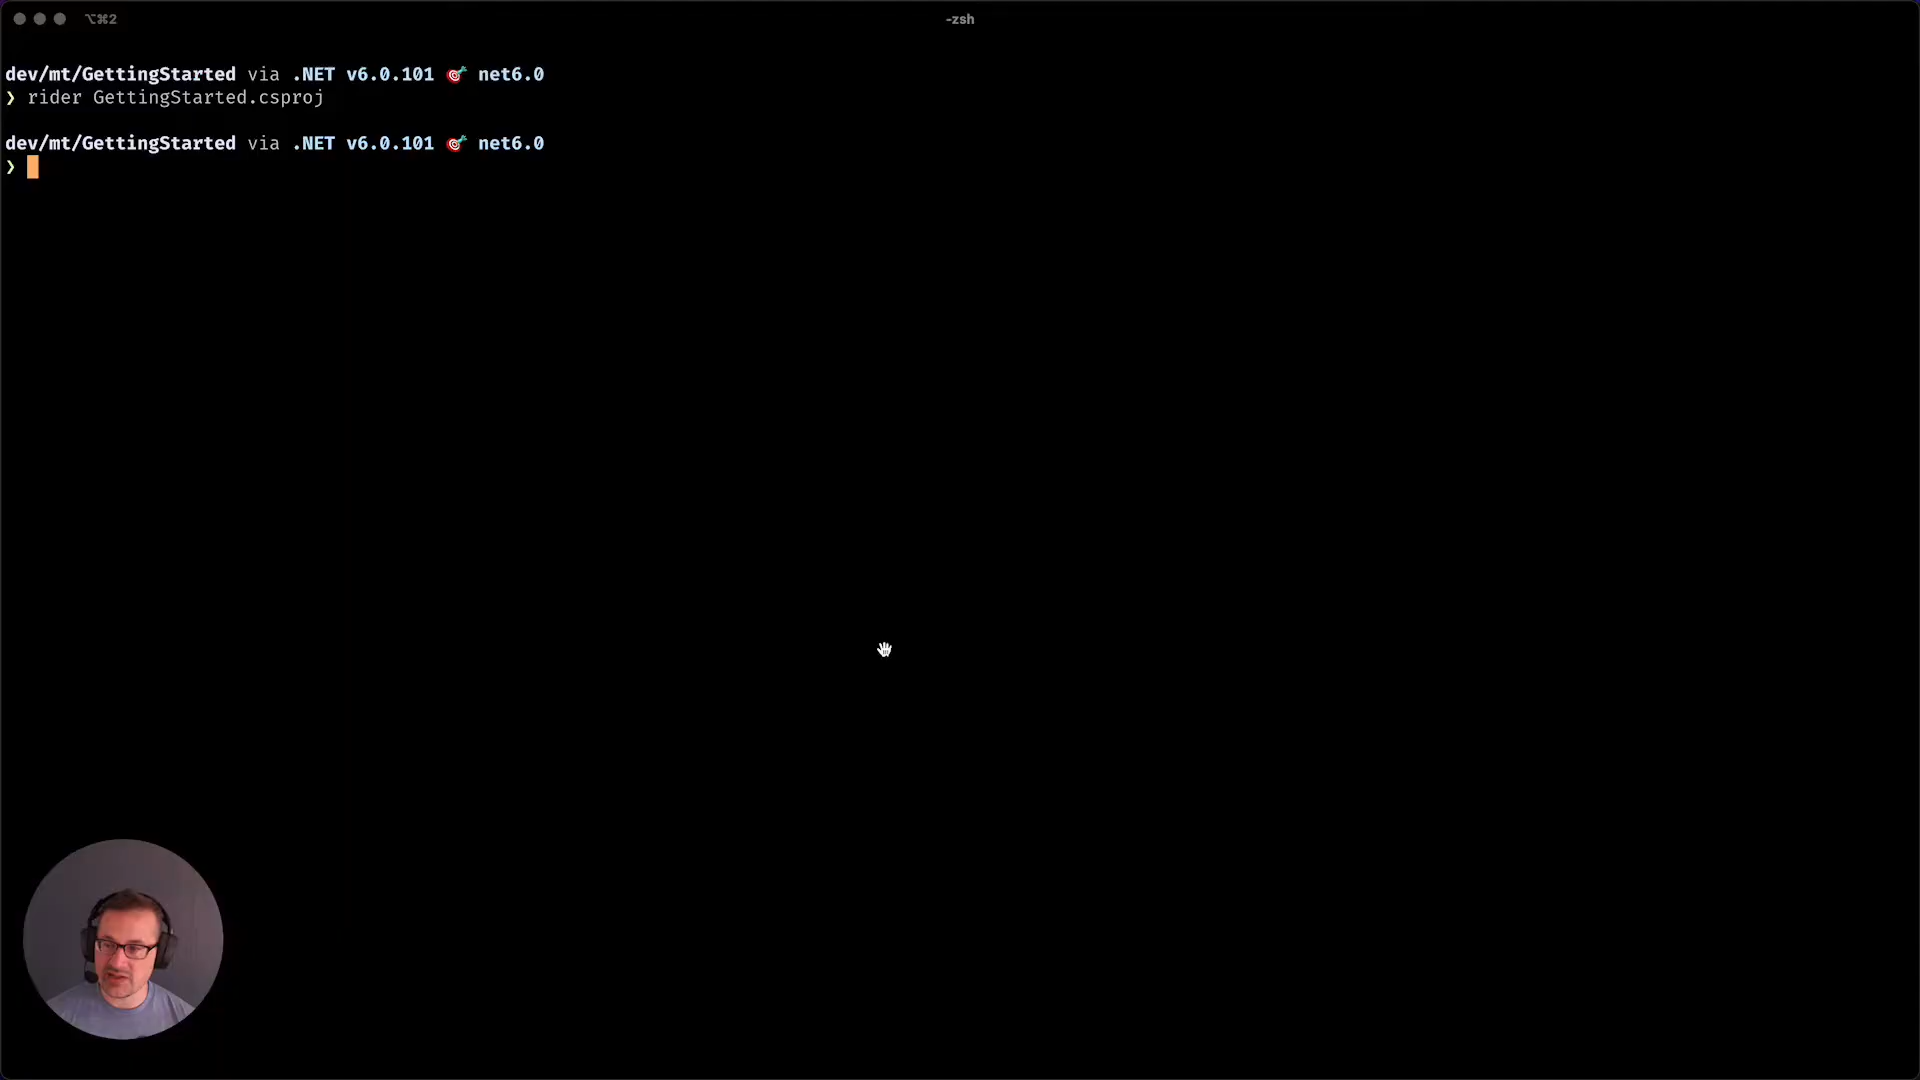 ⌥⌘2
-zsh
dev/mt/GettingStarted via .NET v6.0.101 🎯 net6.0
❯ rider GettingStarted.csproj
dev/mt/GettingStarted via .NET v6.0.101 🎯 net6.0
❯